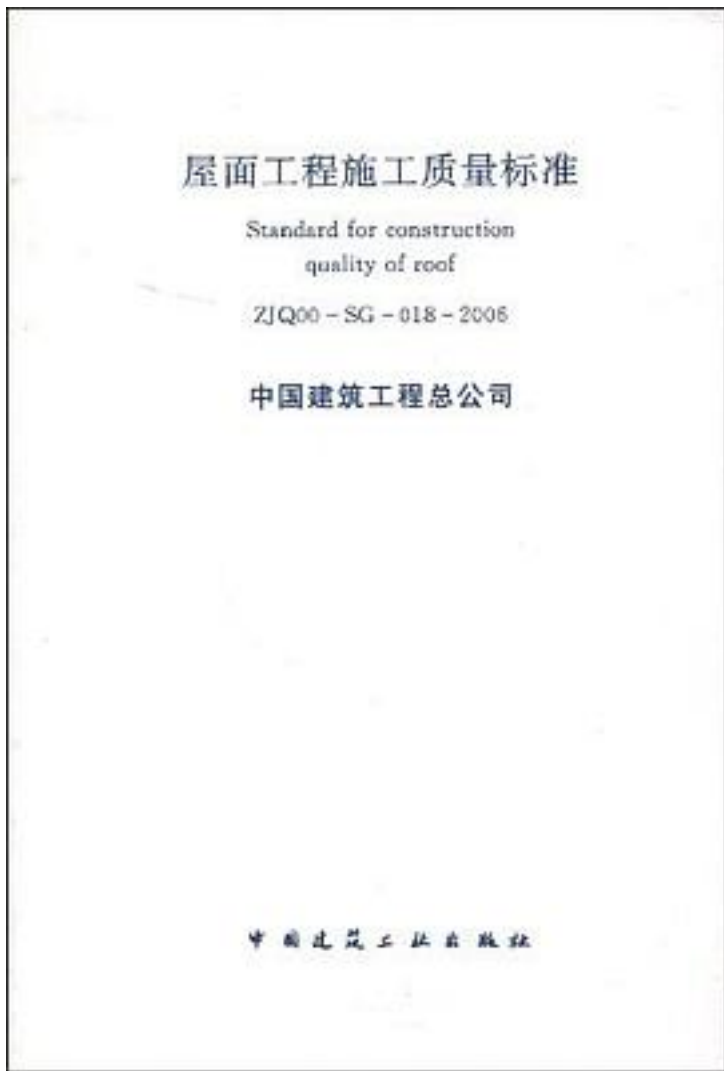 屋面工程施工质量标准
Standard for construction
quality of roof
ZJQ00-SG-018-2006
中国建筑工程总公司
中国建筑工业出版社